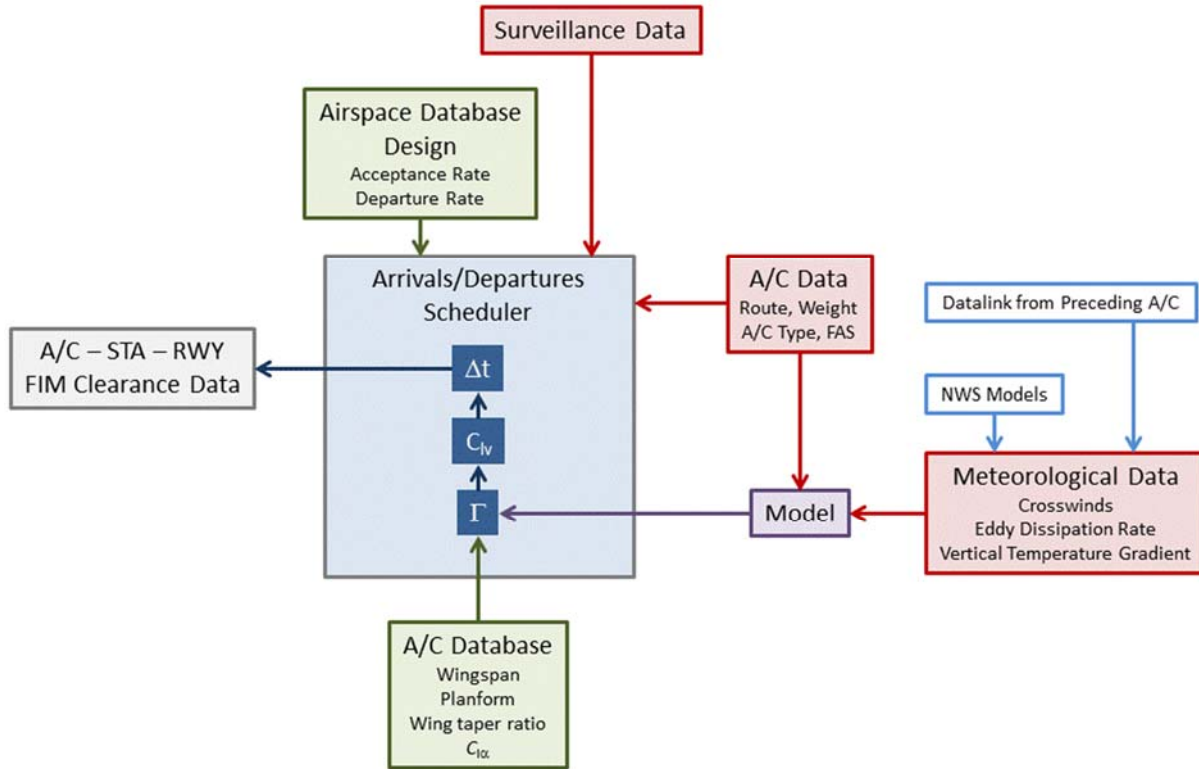 Surveillance Data
Airspace Database
Design
Acceptance Rate
Departure Rate
Arrivals/Departures
Scheduler
A/C Data
Route, Weight
A/C Type, FAS
Datalink from Preceding A/C
A/C – STA – RWY
FIM Clearance Data
Δt
NWS Models
Clv
Meteorological Data
Crosswinds
Eddy Dissipation Rate
Vertical Temperature Gradient
Model
Γ
A/C Database
Wingspan
Planform
Wing taper ratio
Clα